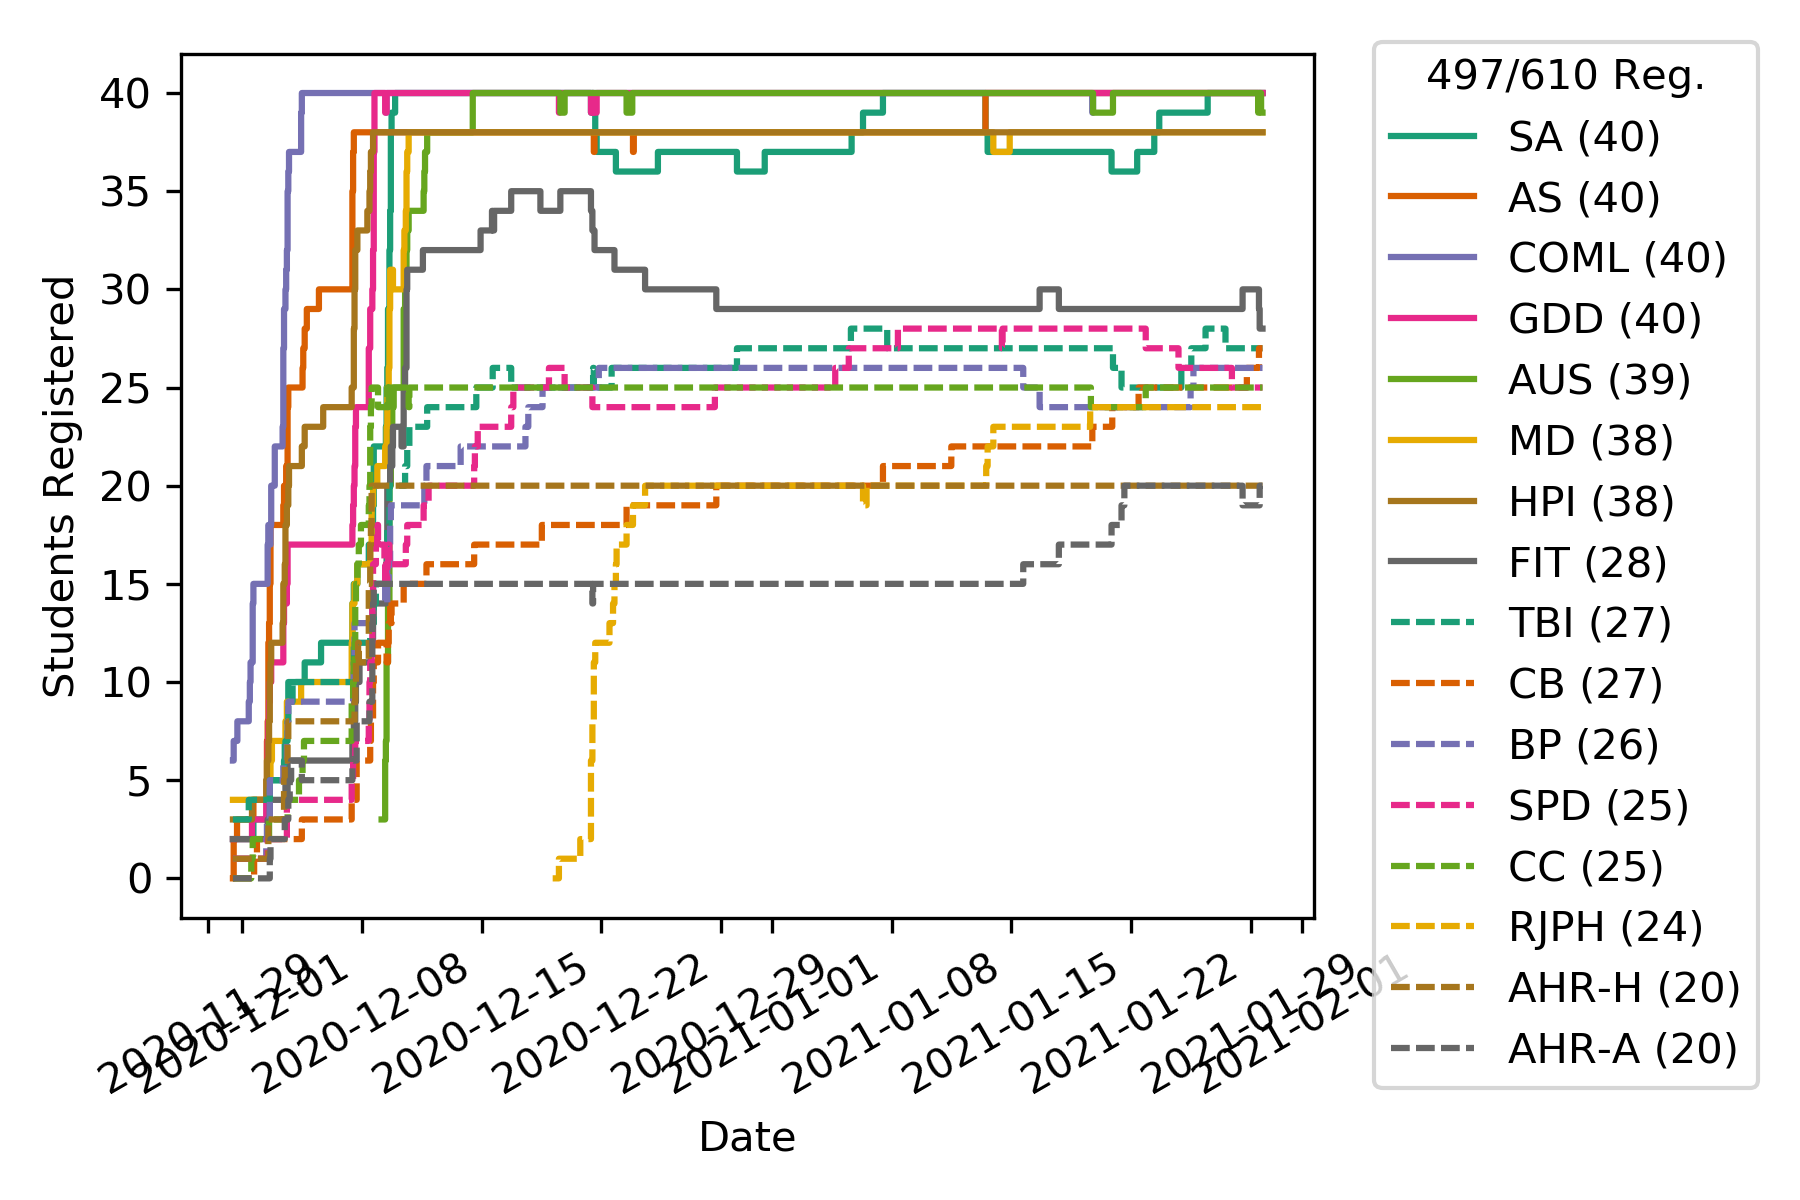 497/610 Reg.
SA (40)
AS (40)
COML (40)
GDD (40)
AUS (39)
MD (38)
HPI (38)
FIT (28)
TBI (27)
CB (27)
BP (26)
SPD (25)
CC (25)
RJPH (24)
AHR-H (20)
AHR-A (20)
Students Registered
40
35
30
25
20
15
10
5
0
2020-11-29
2020-12-01
2020-12-08
2020-12-15
2020-12-22
2020-12-29
2021-01-01
2021-01-08
2021-01-15
2021-01-22
2021-01-29
2021-02-01
Date